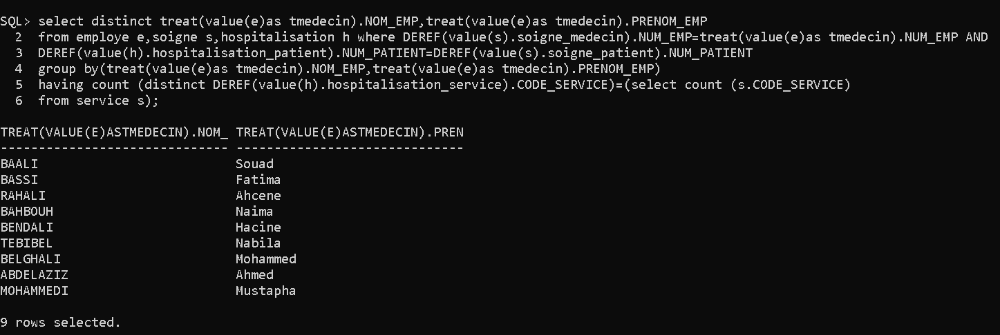 SQL> select distinct treat(value(e)as tmedecin).NOM_EMP,treat(value(e)as tmedecin).PRENOM_EMP
  2  from employe e,soigne s,hospitalisation h where DEREF(value(s).soigne_medecin).NUM_EMP=treat(value(e)as tmedecin).NUM_EMP AND
  3  DEREF(value(h).hospitalisation_patient).NUM_PATIENT=DEREF(value(s).soigne_patient).NUM_PATIENT
  4  group by(treat(value(e)as tmedecin).NOM_EMP,treat(value(e)as tmedecin).PRENOM_EMP)
  5  having count (distinct DEREF(value(h).hospitalisation_service).CODE_SERVICE)=(select count (s.CODE_SERVICE)
  6  from service s);
TREAT(VALUE(E)ASTMEDECIN).NOM_ TREAT(VALUE(E)ASTMEDECIN).PREN
------------------------------ ------------------------------
BAALI                          Souad
BASSI                          Fatima
RAHALI                         Ahcene
BAHBOUH                        Naima
BENDALI                        Hacine
TEBIBEL                        Nabila
BELGHALI                       Mohammed
ABDELAZIZ                      Ahmed
MOHAMMEDI                      Mustapha
9 rows selected.